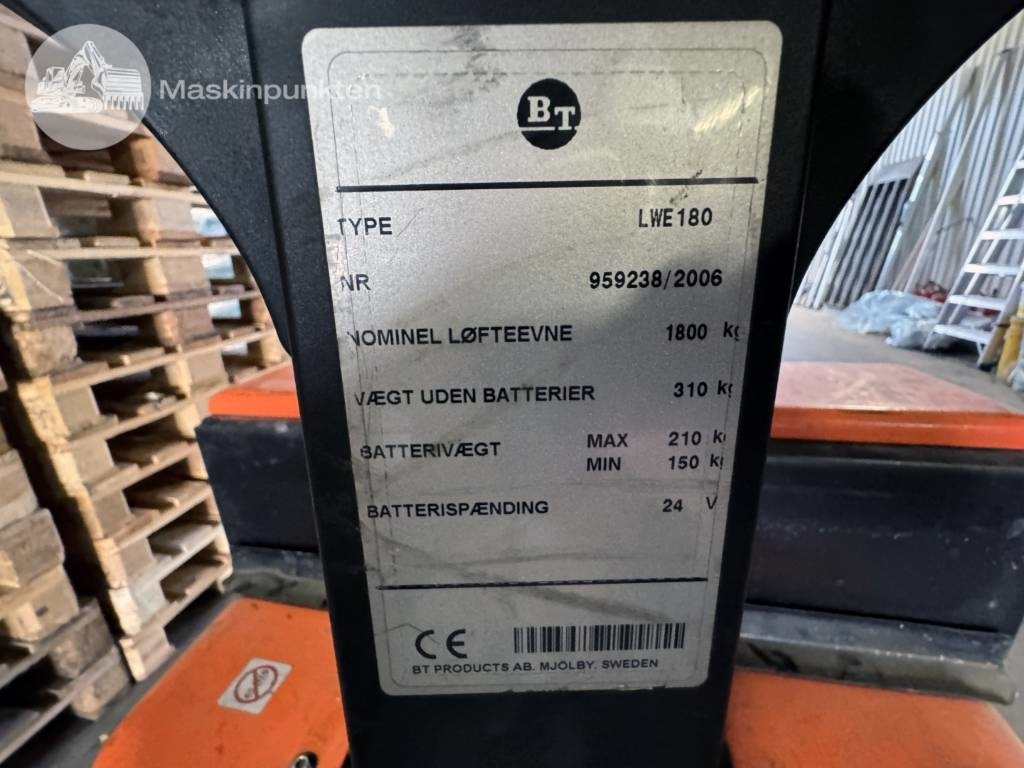 Maskinpunkten
BT
TYPE LWE180
NR 959238/2006
NOMINEL LØFTEEVNE 1800 kg
VÆGT UDEN BATTERIER 310 kg
BATTERIVÆGT MAX 210 kg
MIN 150 kg
BATTERISPÆNDING 24 V
CE
BT PRODUCTS AB. MJÖLBY. SWEDEN